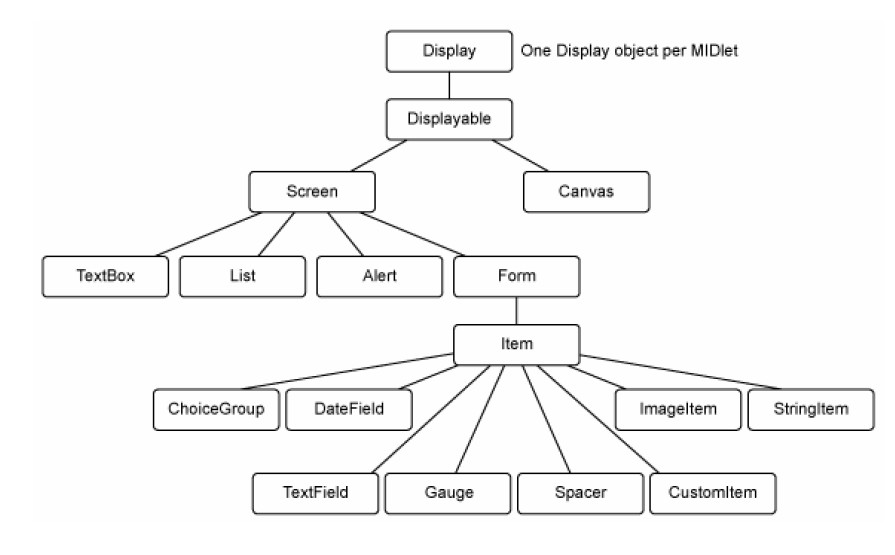 Display
One Display object per MIDlet
Displayable
Screen
Canvas
TextBox
List
Alert
Form
Item
ChoiceGroup
DateField
ImageItem
StringItem
TextField
Gauge
Spacer
CustomItem